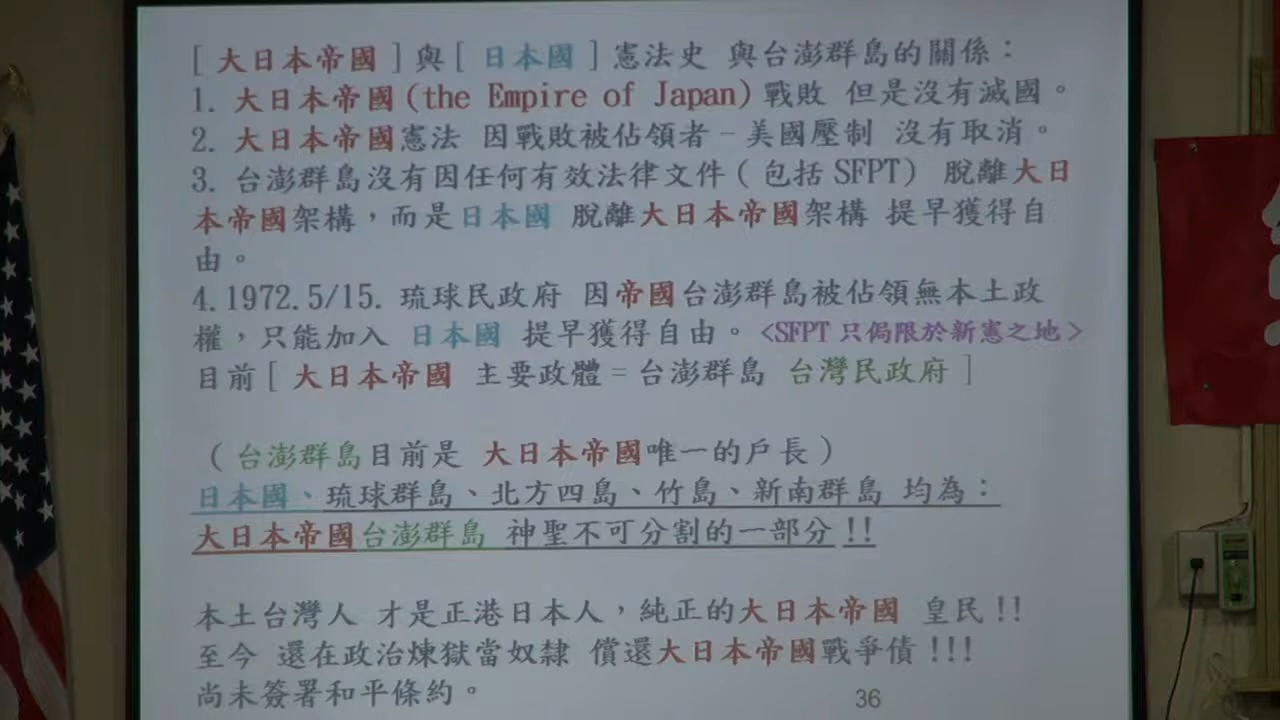 [ 大日本帝國 ] 與 [ 日本國 ] 憲法史 與台澎群島的關係：
1. 大日本帝國(the Empire of Japan)戰敗 但是沒有滅國。
2. 大日本帝國憲法 因戰敗被佔領者－美國壓制 沒有取消。
3. 台澎群島沒有因任何有效法律文件 ( 包括 SFPT) 脫離大日
本帝國架構，而是日本國 脫離大日本帝國架構 提早獲得自
由。
4.1972.5/15. 琉球民政府 因帝國台澎群島被佔領無本土政
權，只能加入 日本國 提早獲得自由。<SFPT 只侷限於新憲之地>
目前 [ 大日本帝國 主要政體＝台澎群島 台灣民政府 ]
( 台澎群島目前是 大日本帝國唯一的戶長 )
日本國、琉球群島、北方四島、竹島、新南群島 均為：
大日本帝國台澎群島 神聖不可分割的一部分 !!
本土台灣人 才是正港日本人，純正的大日本帝國 皇民 !!
至今 還在政治煉獄當奴隸 償還大日本帝國戰爭債 !!!
尚未簽署和平條約。
36